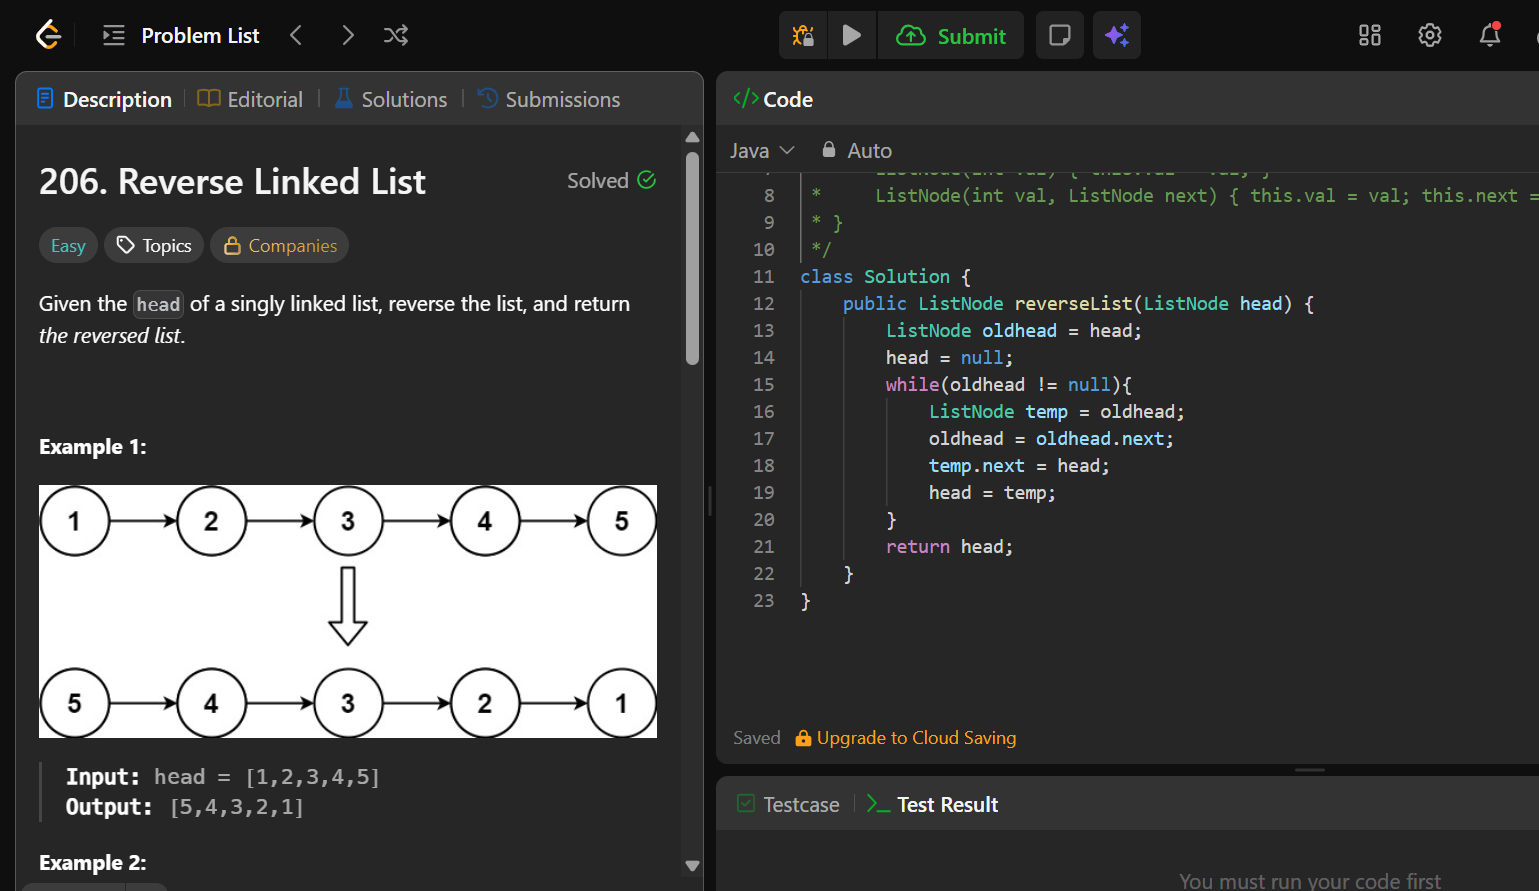 Problem List
Submit
Description
Editorial
Solutions
Submissions
206. Reverse Linked List
Solved
Easy
Topics
Companies
Given the head of a singly linked list, reverse the list, and return
the reversed list.
Example 1:
1 2 3 4 5
5 4 3 2 1
Input: head = [1,2,3,4,5]
Output: [5,4,3,2,1]
Example 2:
</> Code
Java
Auto
8 * ListNode(int val, ListNode next) { this.val = val; this.next =
9 * }
10 */
11 class Solution {
12 public ListNode reverseList(ListNode head) {
13 ListNode oldhead = head;
14 head = null;
15 while(oldhead != null){
16 ListNode temp = oldhead;
17 oldhead = oldhead.next;
18 temp.next = head;
19 head = temp;
20 }
21 return head;
22 }
23 }
Saved
Upgrade to Cloud Saving
Testcase
Test Result
You must run your code first